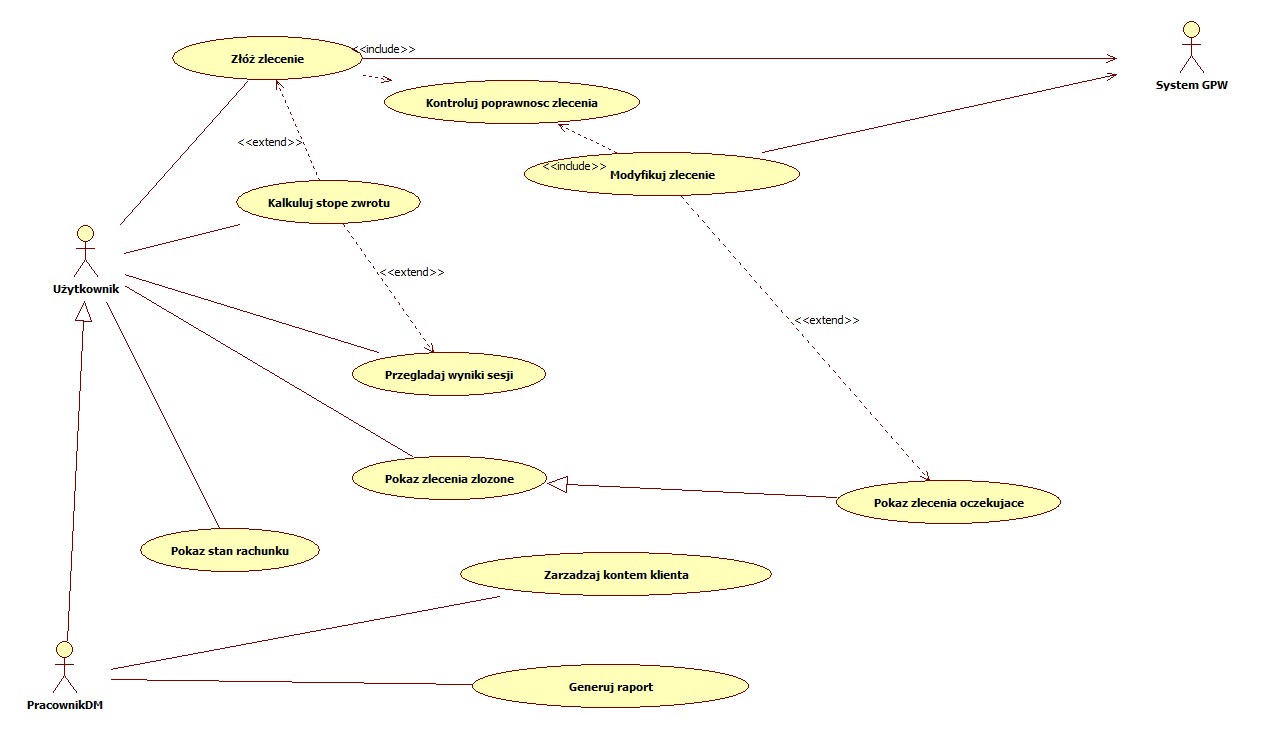 <<include>>
Złóż zlecenie
System GPW
Kontroluj poprawnosc zlecenia
<<extend>>
<<include>>
Modyfikuj zlecenie
Kalkuluj stope zwrotu
<<extend>>
Użytkownik
<<extend>>
Przegladaj wyniki sesji
Pokaz zlecenia zlozone
Pokaz zlecenia oczekujace
Pokaz stan rachunku
Zarzadzaj kontem klienta
Generuj raport
PracownikDM